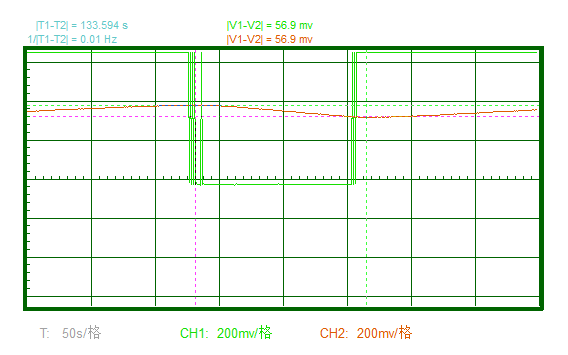 |T1-T2| = 133.594 s |V1-V2| = 56.9 mv
1/|T1-T2| = 0.01 Hz |V1-V2| = 56.9 mv
T: 50s/格 CH1: 200mv/格 CH2: 200mv/格